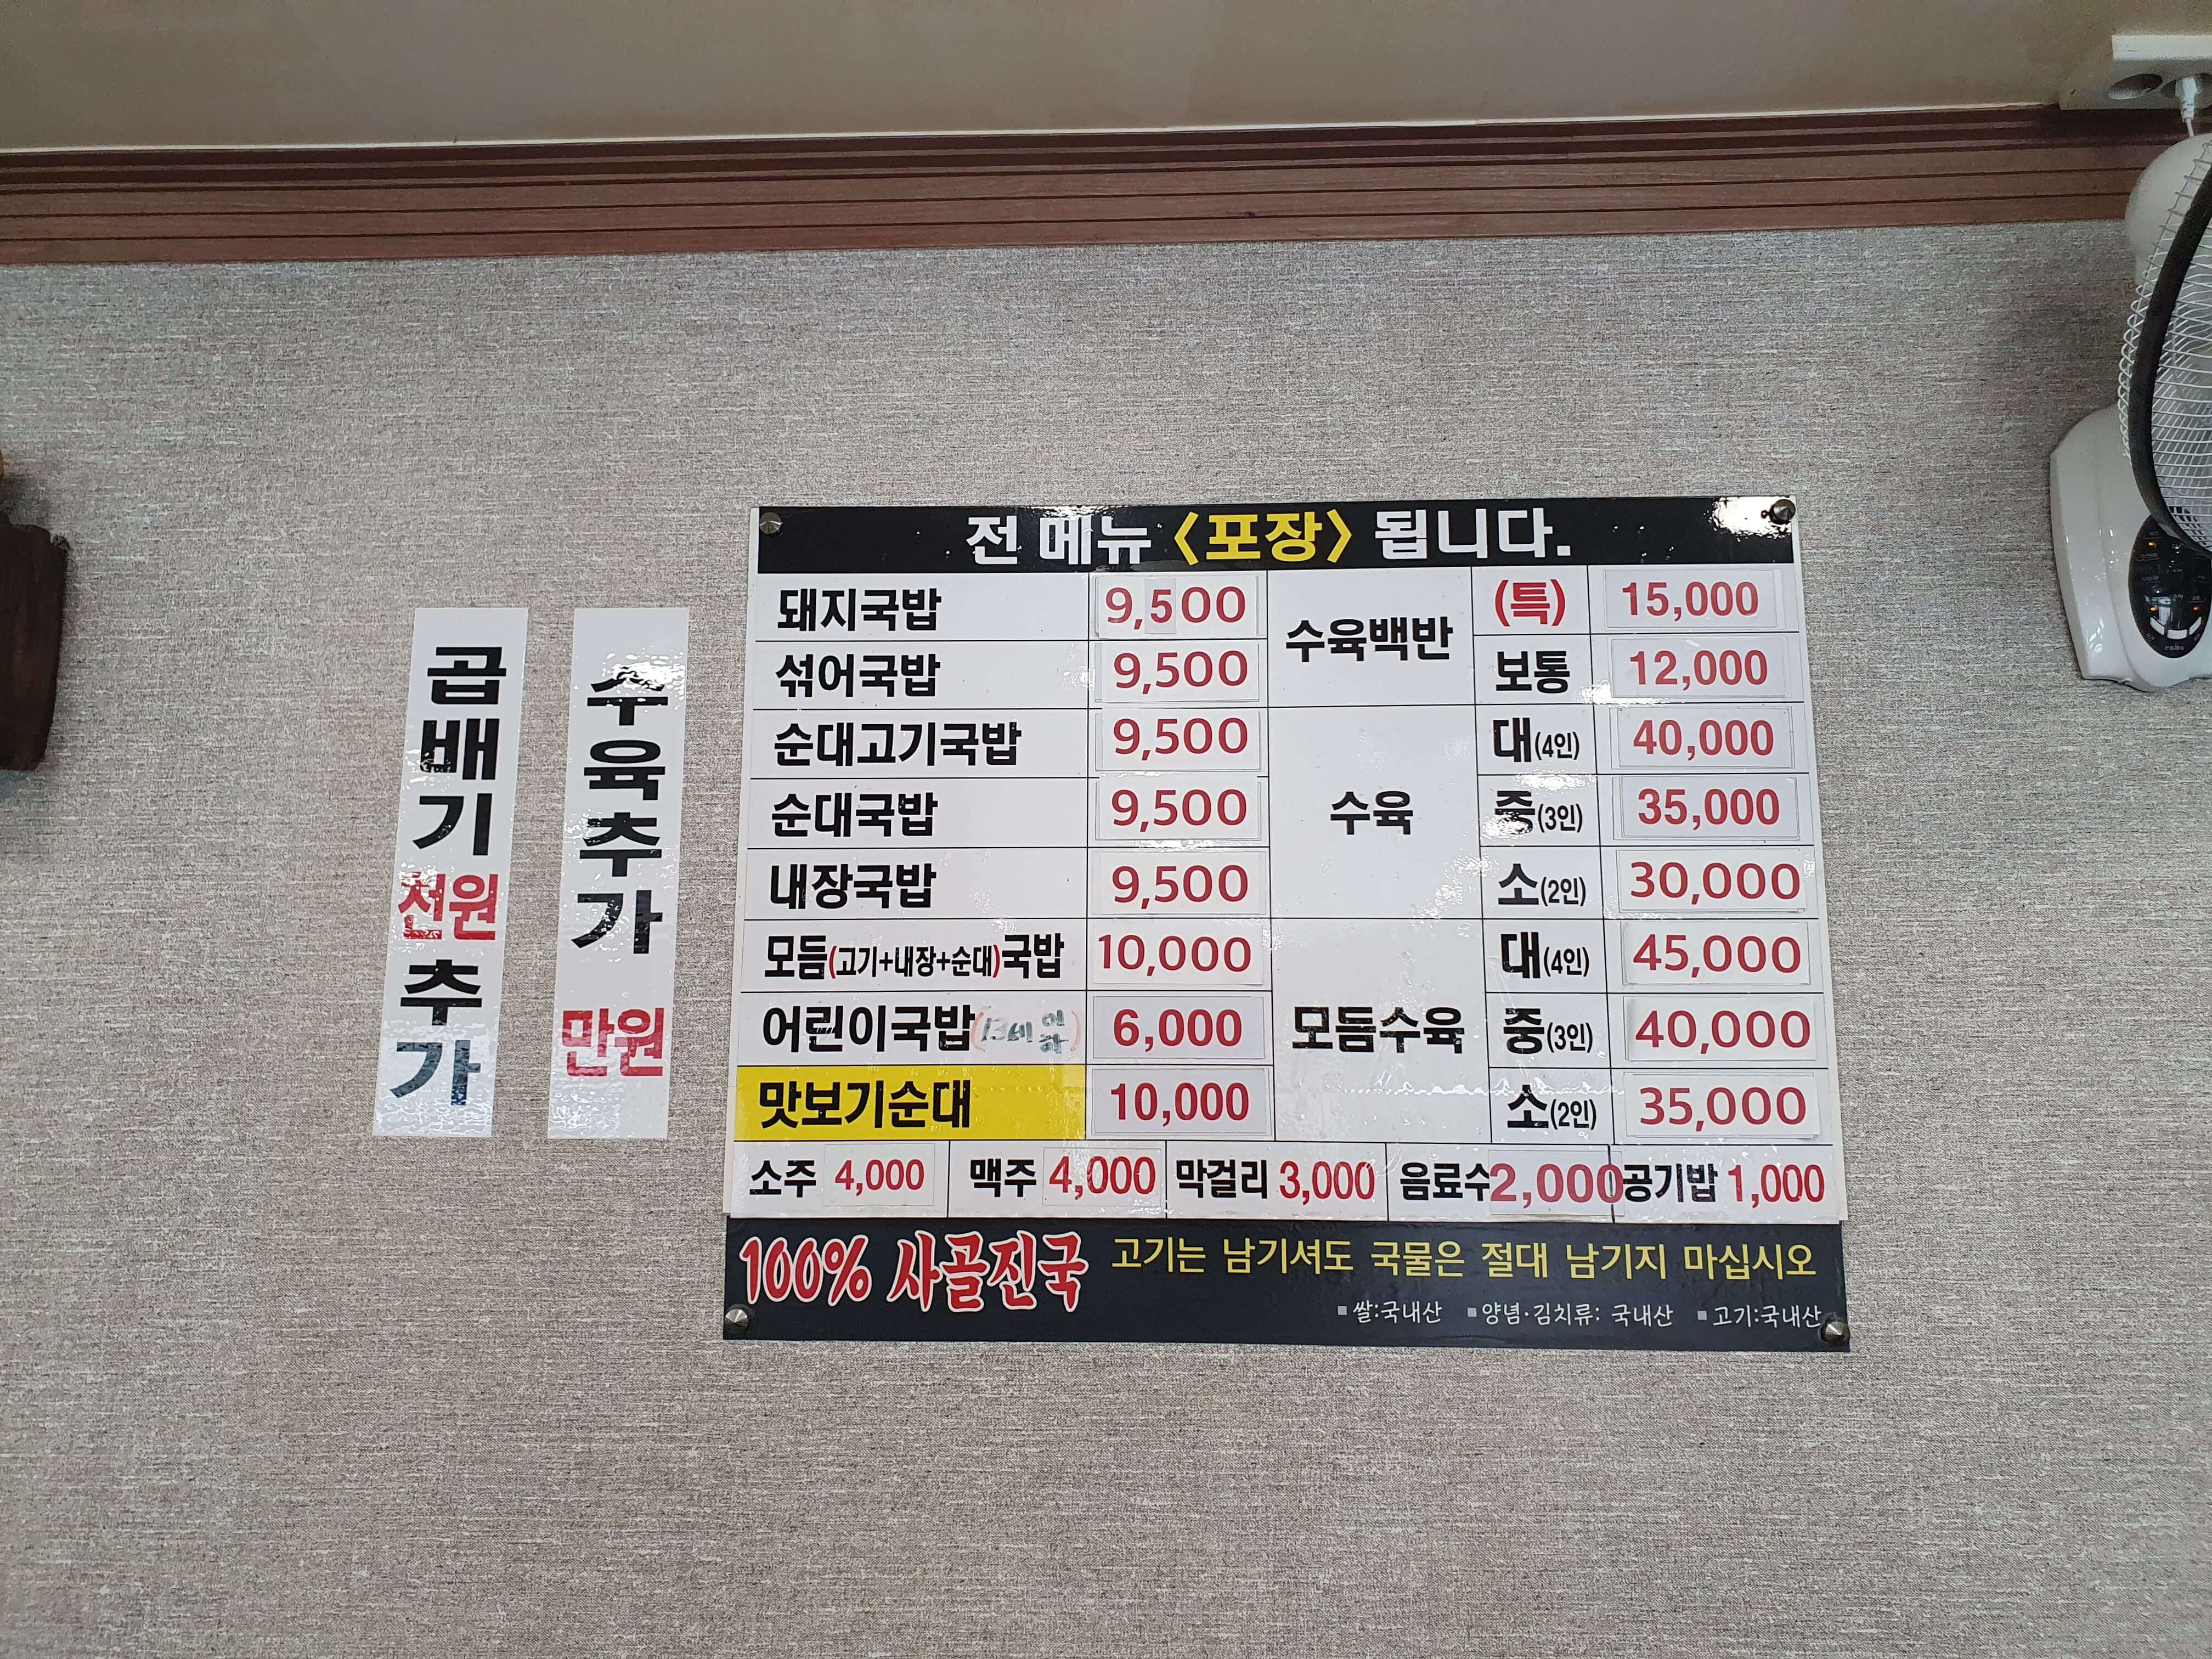 곱배기 천원 추가
수육추가 만원
전 메뉴 <포장> 됩니다.
돼지국밥 9,500
섞어국밥 9,500
순대고기국밥 9,500
순대국밥 9,500
내장국밥 9,500
모듬(고기+내장+순대)국밥 10,000
어린이국밥(13세 이하) 6,000
맛보기순대 10,000
수육백반 (특) 15,000
보통 12,000
수육 대(4인) 40,000
중(3인) 35,000
소(2인) 30,000
모듬수육 대(4인) 45,000
중(3인) 40,000
소(2인) 35,000
소주 4,000 맥주 4,000 막걸리 3,000 음료수 2,000 공기밥 1,000
100% 사골진국 고기는 남기셔도 국물은 절대 남기지 마십시오
■ 쌀:국내산 ■ 양념·김치류: 국내산 ■ 고기:국내산